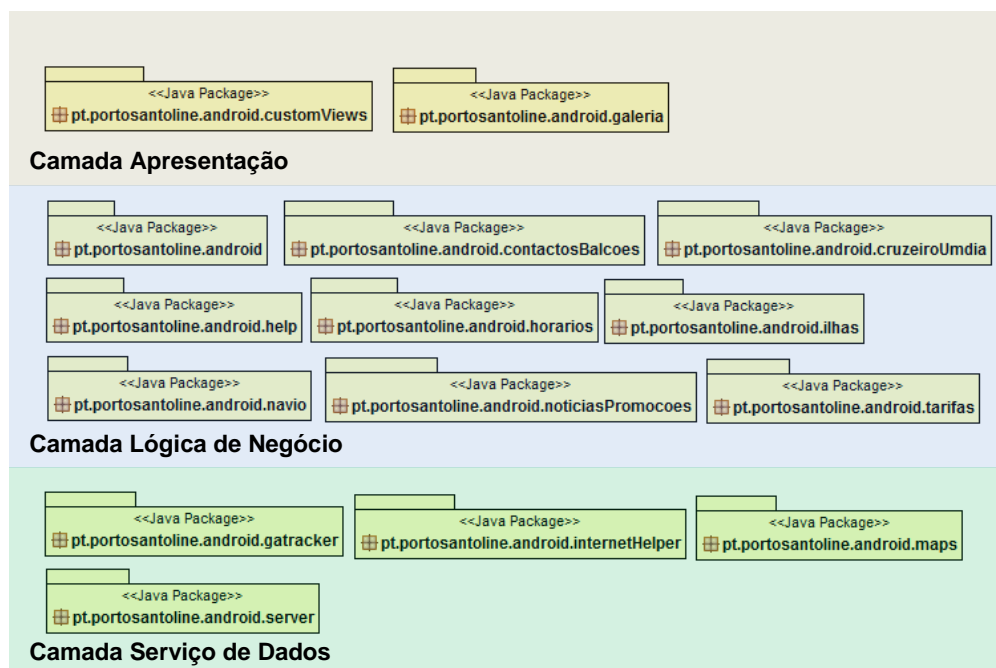 <<Java Package>>
pt.portosantoline.android.customViews
<<Java Package>>
pt.portosantoline.android.galeria
Camada Apresentação
<<Java Package>>
pt.portosantoline.android
<<Java Package>>
pt.portosantoline.android.contactosBalcoes
<<Java Package>>
pt.portosantoline.android.cruzeiroUmdia
<<Java Package>>
pt.portosantoline.android.help
<<Java Package>>
pt.portosantoline.android.horarios
<<Java Package>>
pt.portosantoline.android.ilhas
<<Java Package>>
pt.portosantoline.android.navio
<<Java Package>>
pt.portosantoline.android.noticiasPromocoes
<<Java Package>>
pt.portosantoline.android.tarifas
Camada Lógica de Negócio
<<Java Package>>
pt.portosantoline.android.gatracker
<<Java Package>>
pt.portosantoline.android.internetHelper
<<Java Package>>
pt.portosantoline.android.maps
<<Java Package>>
pt.portosantoline.android.server
Camada Serviço de Dados